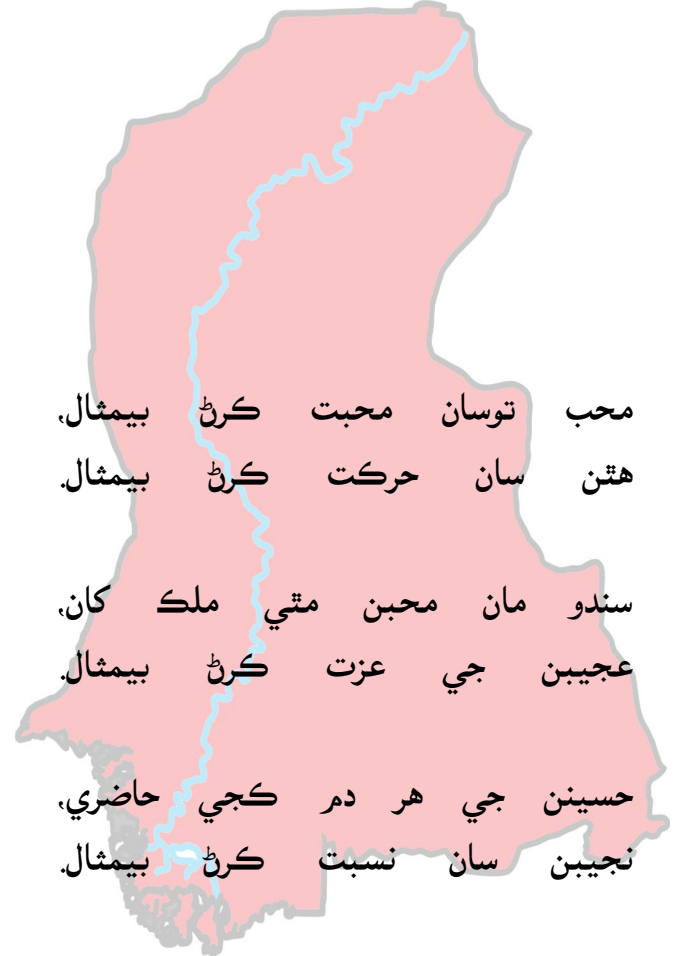 محب توسان محبت ڪرڻ بيمثال،
هٿن سان حرڪت ڪرڻ بيمثال.
سندو مان محبن مٿي ملڪ کان،
عجيبن جي عزت ڪرڻ بيمثال.
حسينن جي هر دم ڪجي حاضري،
نجيبن سان نسبت ڪرڻ بيمثال.